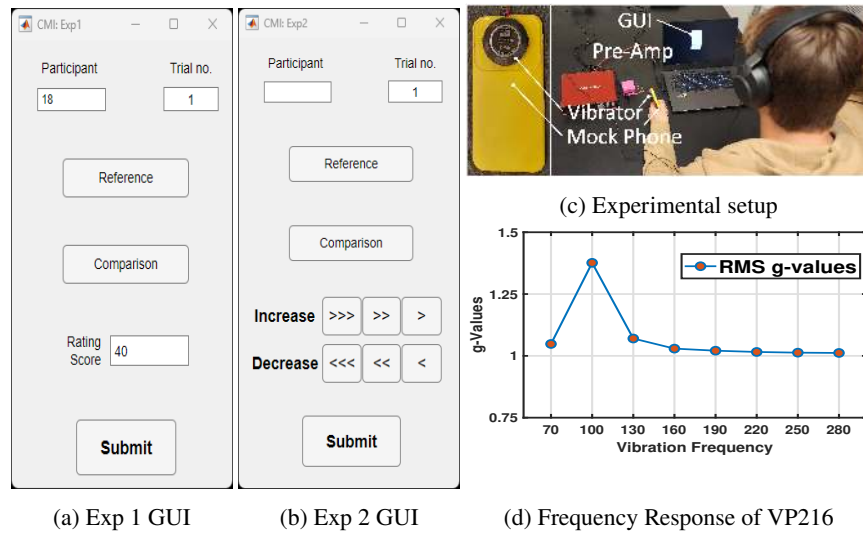 CMI: Exp1
Participant Trial no.
18 1
Reference
Comparison
Rating
Score
40
Submit
(a) Exp 1 GUI
CMI: Exp2
Participant Trial no.
1
Reference
Comparison
Increase >>> >> >
Decrease <<< << <
Submit
(b) Exp 2 GUI
GUI
Pre-Amp
Vibrator
Mock Phone
(c) Experimental setup
1.5
1.25
1
0.75
g-Values
RMS g-values
70 100 130 160 190 220 250 280
Vibration Frequency
(d) Frequency Response of VP216